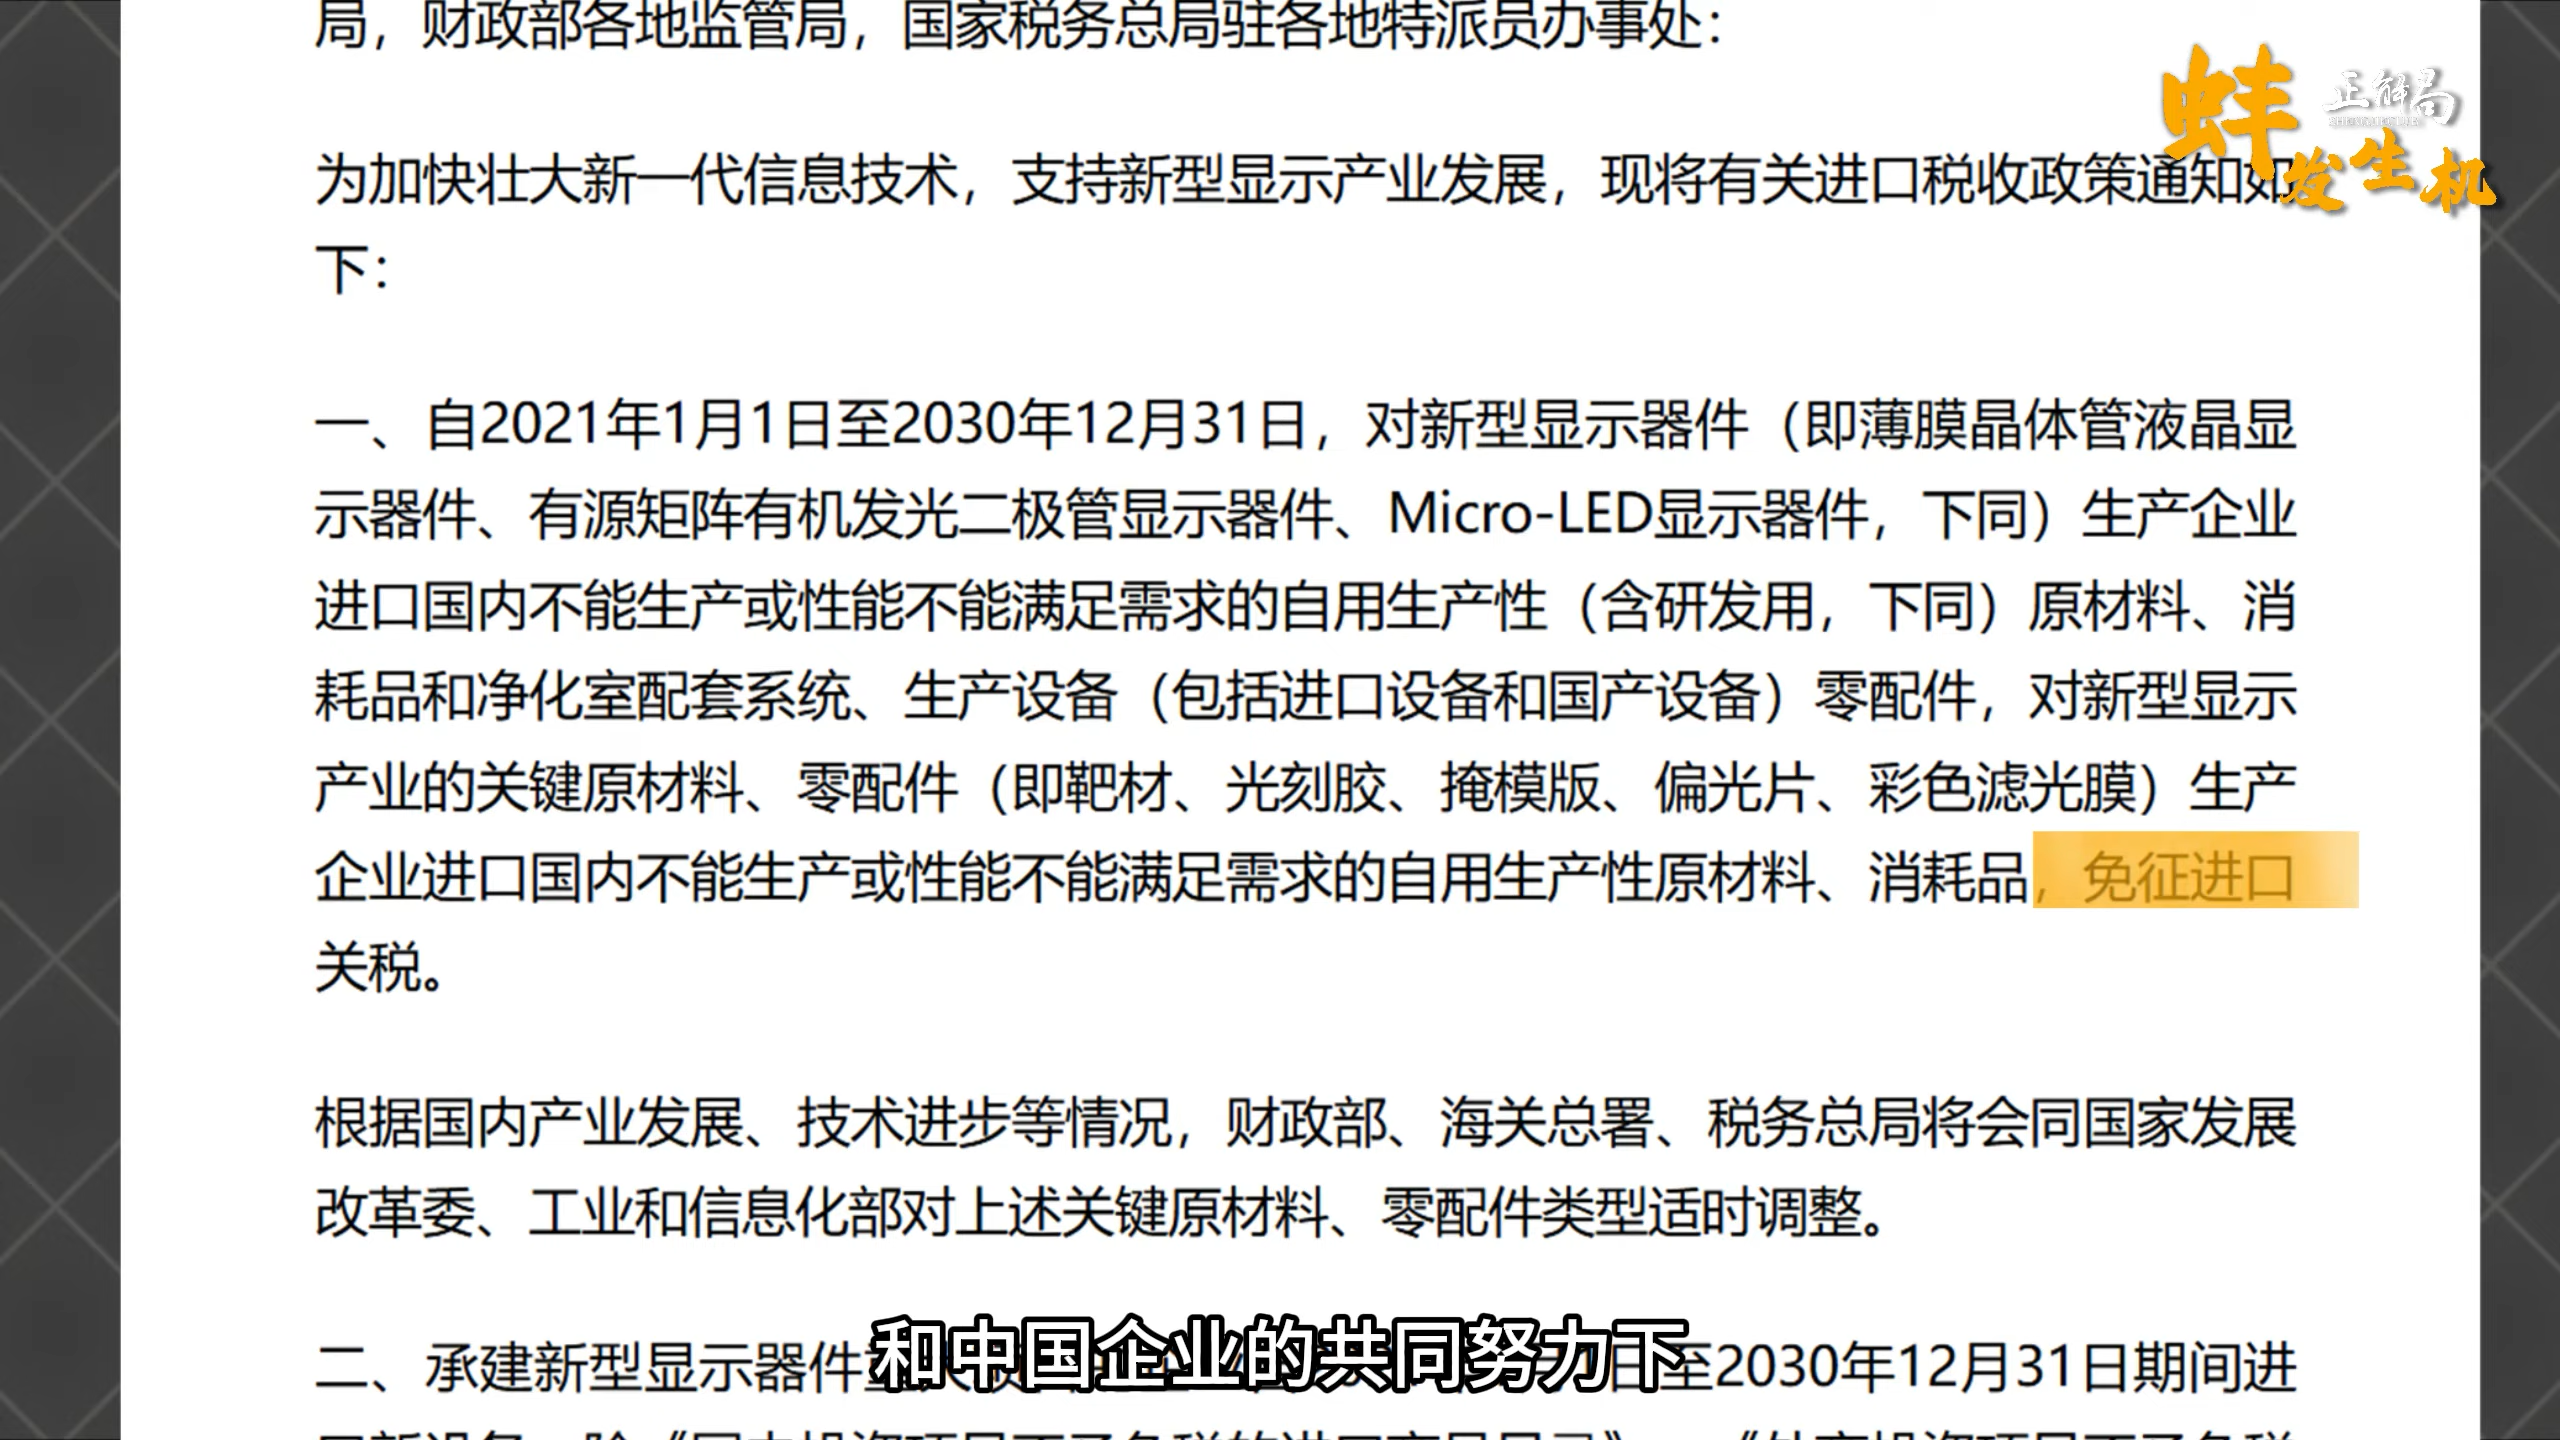 局，财政部各地监管局，国家税务总局驻各地特派员办事处：
蚌发生机
正解局
为加快壮大新一代信息技术，支持新型显示产业发展，现将有关进口税收政策通知如
下：
一、自2021年1月1日至2030年12月31日，对新型显示器件（即薄膜晶体管液晶显
示器件、有源矩阵有机发光二极管显示器件、Micro-LED显示器件，下同）生产企业
进口国内不能生产或性能不能满足需求的自用生产性（含研发用，下同）原材料、消
耗品和净化室配套系统、生产设备（包括进口设备和国产设备）零配件，对新型显示
产业的关键原材料、零配件（即靶材、光刻胶、掩模版、偏光片、彩色滤光膜）生产
企业进口国内不能生产或性能不能满足需求的自用生产性原材料、消耗品，免征进口
关税。
根据国内产业发展、技术进步等情况，财政部、海关总署、税务总局将会同国家发展
改革委、工业和信息化部对上述关键原材料、零配件类型适时调整。
二、承建新型显示器件 日至2030年12月31日期间进
和中国企业的共同努力下